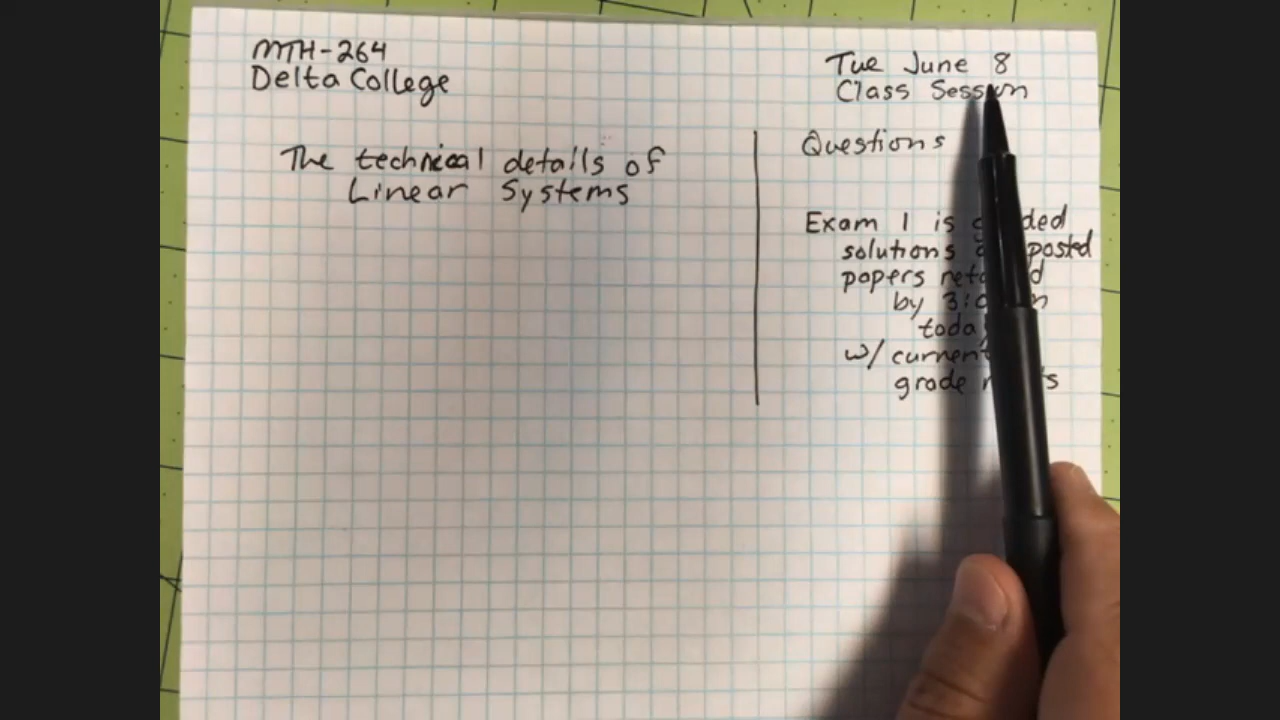 MTH-264
Delta College
Tue June 8
Class Session
The technical details of
Linear Systems
Questions
Exam 1 is
solutions posted
papers
by
w/ current
grade